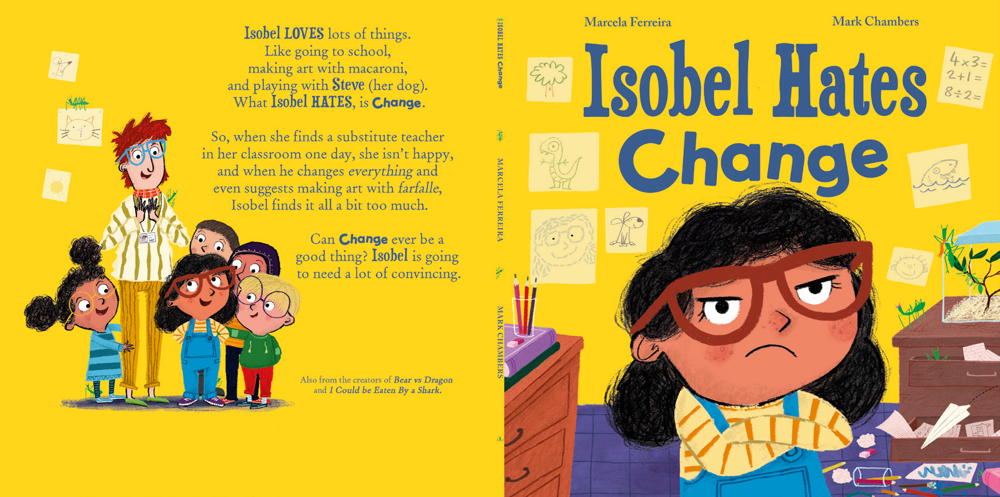 Isobel LOVES lots of things.
Like going to school,
making art with macaroni,
and playing with Steve (her dog).
What Isobel HATES, is Change.
So, when she finds a substitute teacher
in her classroom one day, she isn't happy,
and when he changes everything and
even suggests making art with farfalle,
Isobel finds it all a bit too much.
Can Change ever be a
good thing? Isobel is going
to need a lot of convincing.
Also from the creators of Bear vs Dragon
and I Could be Eaten By a Shark.
ISOBEL HATES Change
MARCELA FERREIRA
MARK CHAMBERS
Marcela Ferreira
Mark Chambers
Isobel Hates
Change
4×3=
2+1=
8÷2=